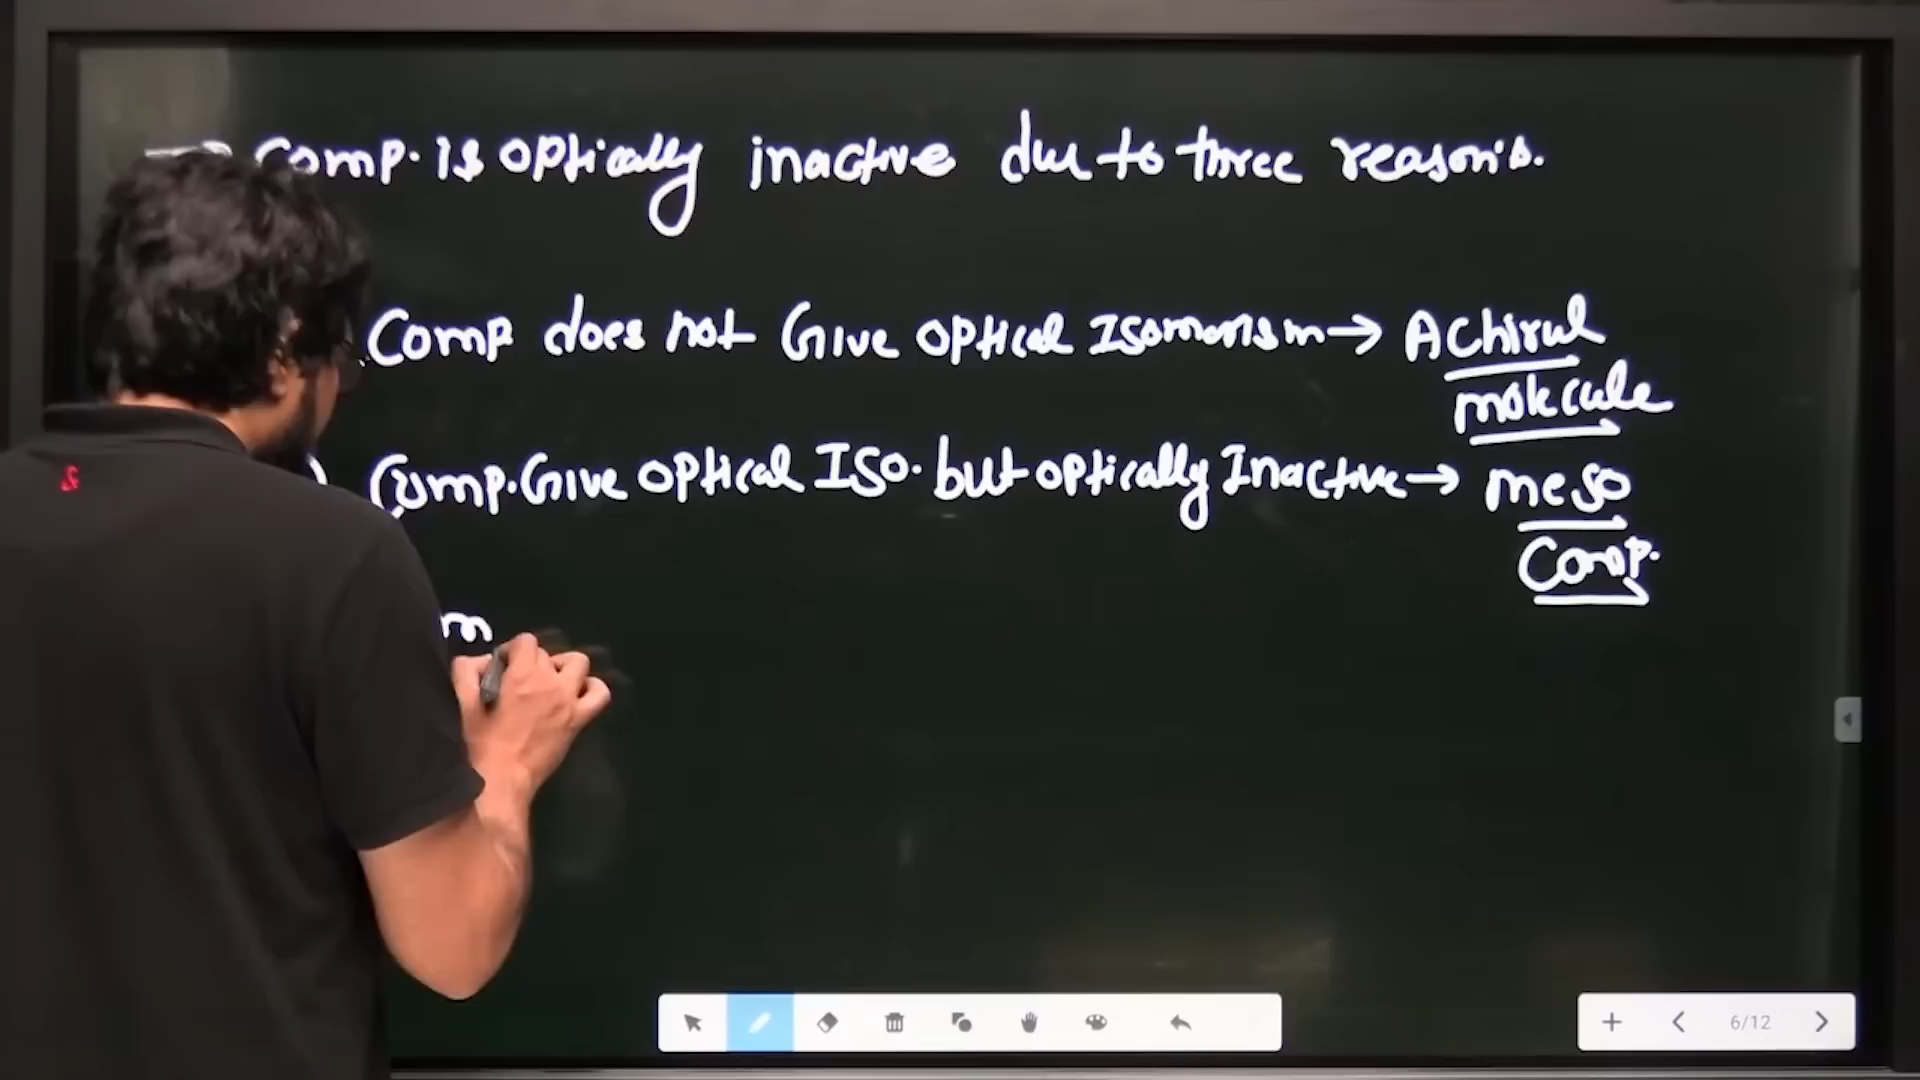 Comp. is optically inactive due to three reason's.
Comp does not Give optical Isomerism → Achiral
molecule
Comp. Give optical Iso. but optically Inactive → meso
Comp.
m
6/12